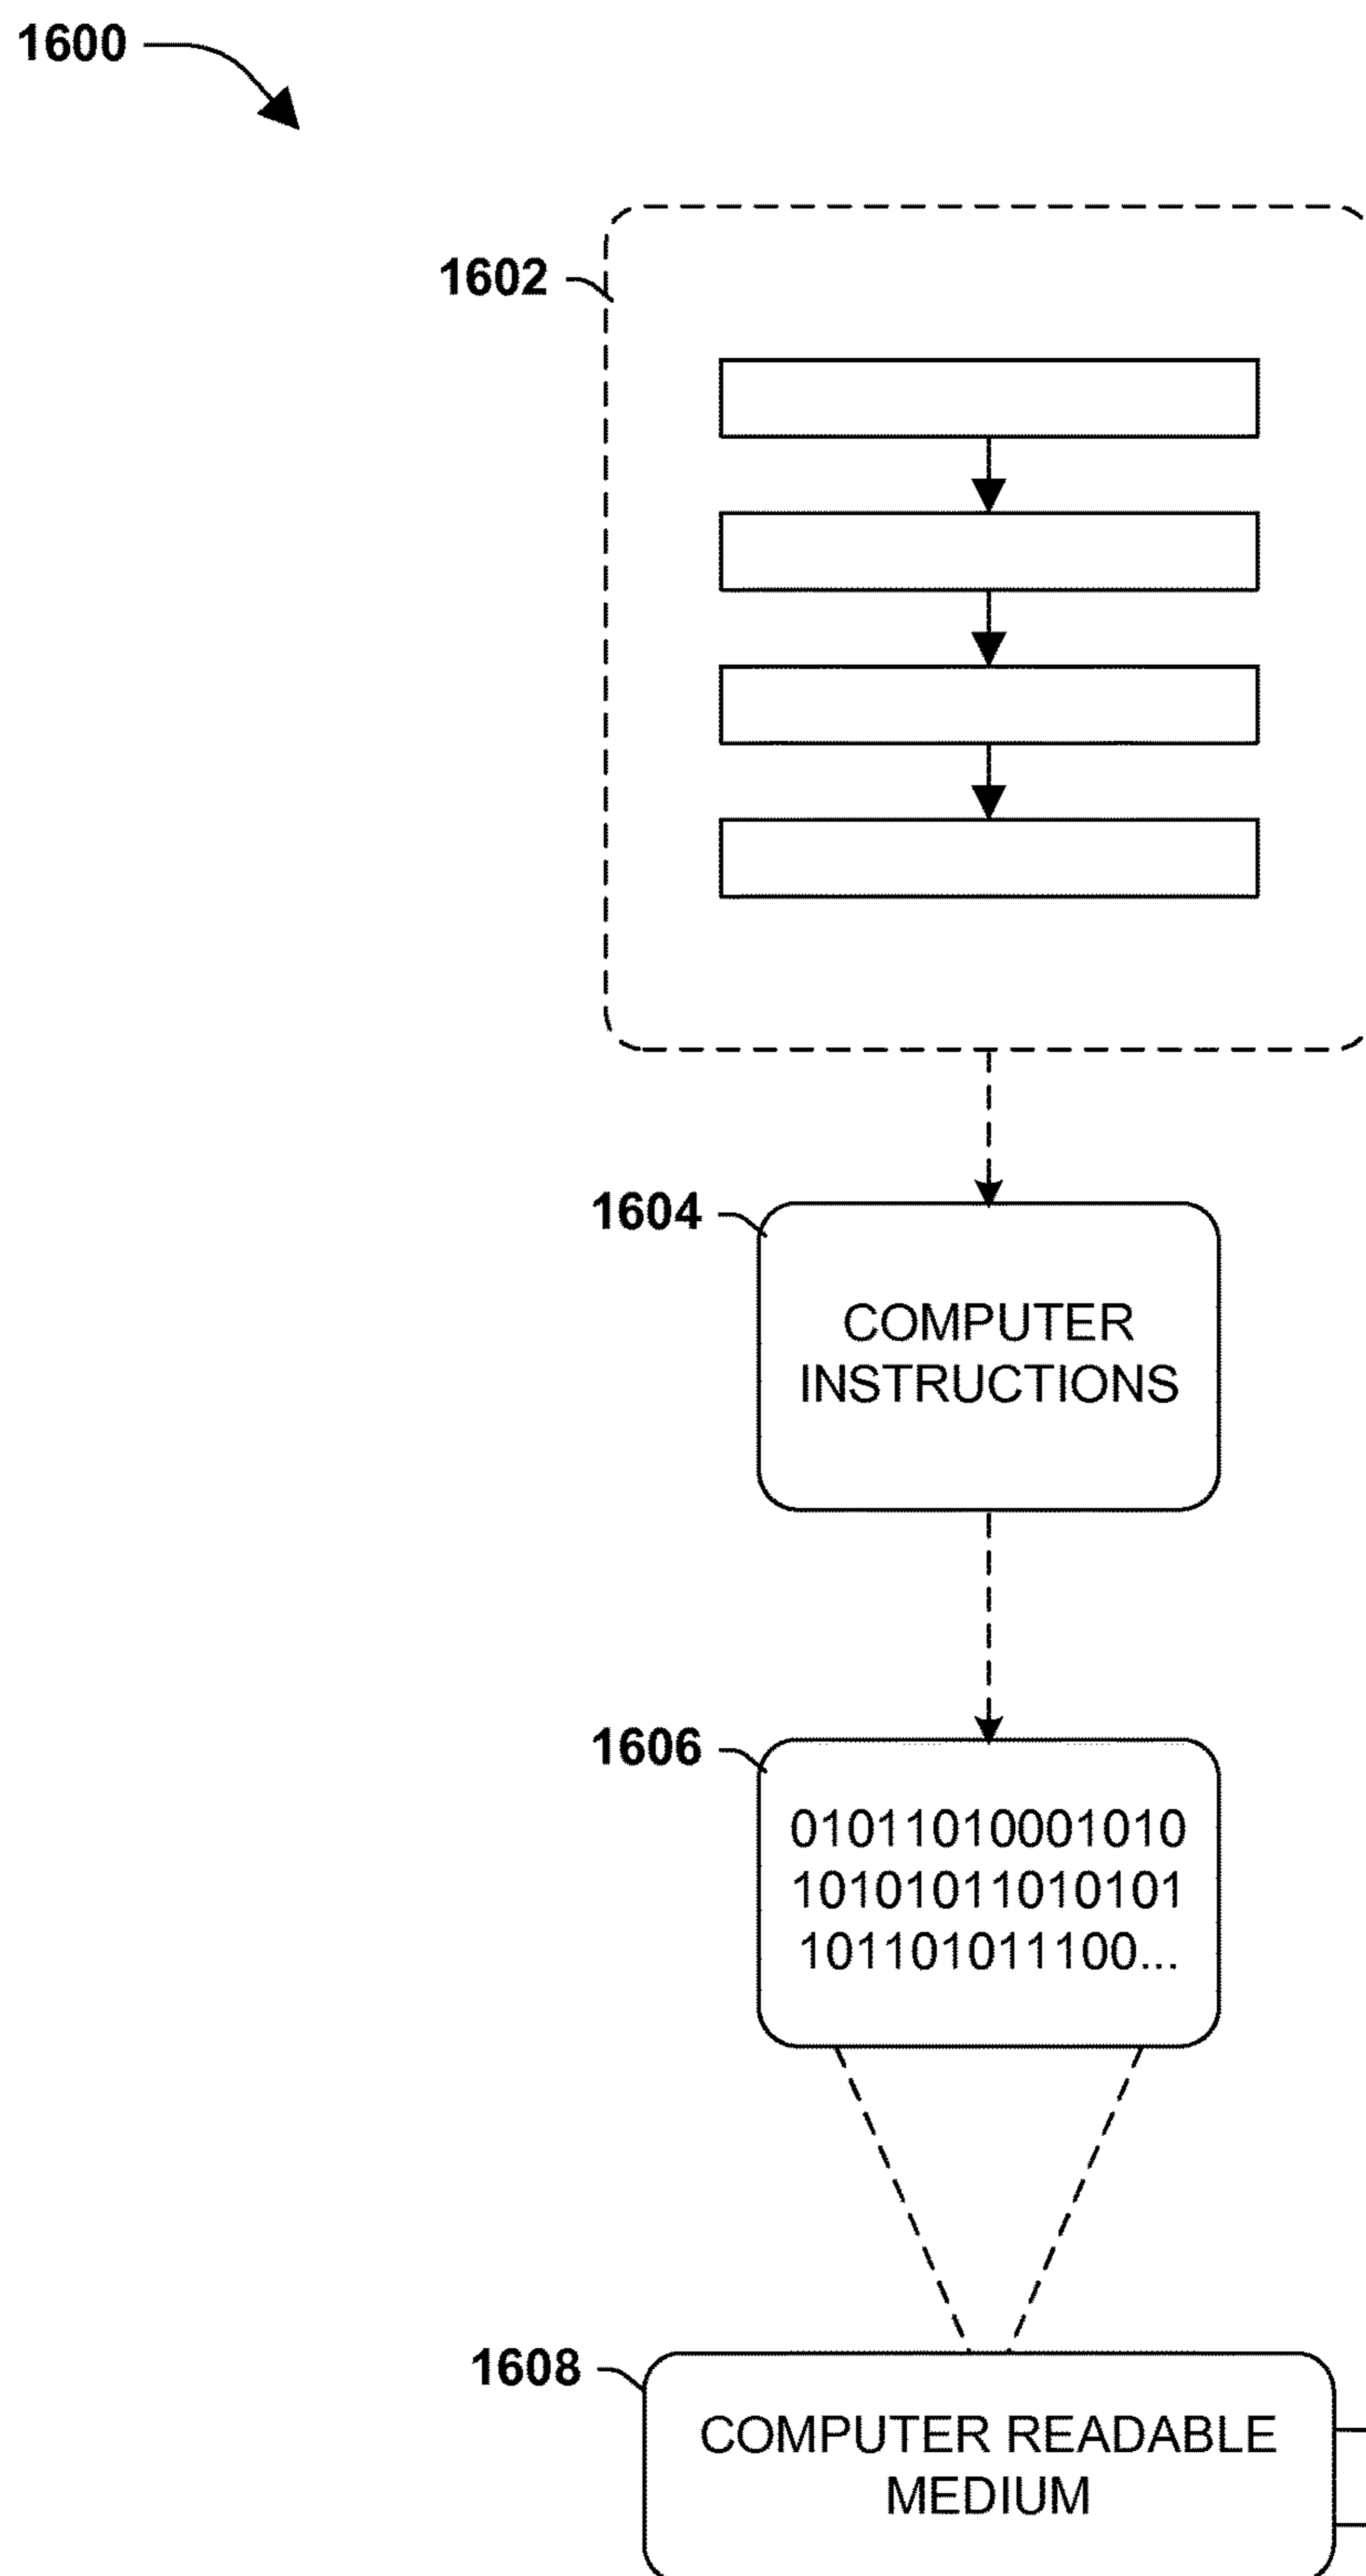 1600
1602
1604
COMPUTER
INSTRUCTIONS
1606
01011010001010
10101011010101
101101011100...
1608
COMPUTER READABLE
MEDIUM